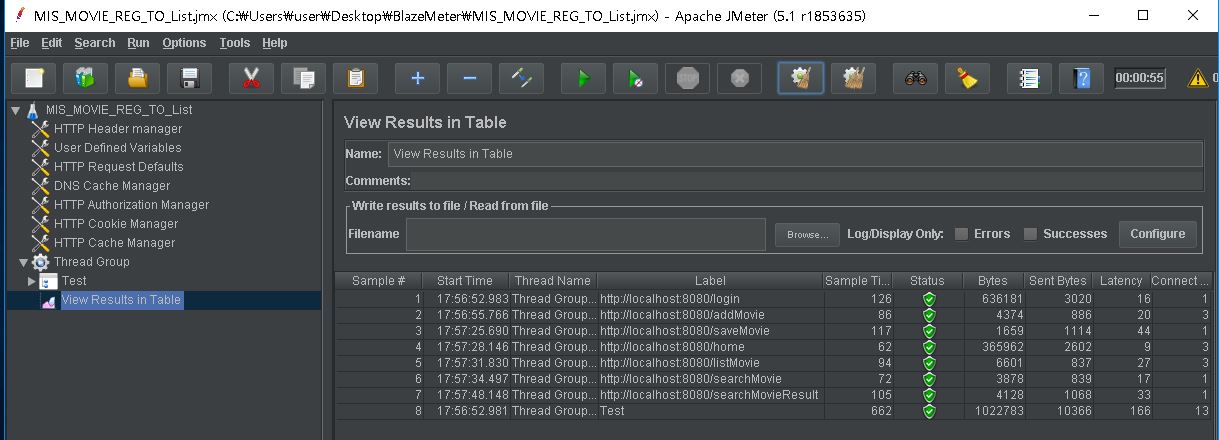 MIS_MOVIE_REG_TO_List.jmx (C:₩Users₩user₩Desktop₩BlazeMeter₩MIS_MOVIE_REG_TO_List.jmx) - Apache JMeter (5.1 r1853635)
File Edit Search Run Options Tools Help
STOP 00:00:55 0
MIS_MOVIE_REG_TO_List
HTTP Header manager
User Defined Variables
HTTP Request Defaults
DNS Cache Manager
HTTP Authorization Manager
HTTP Cookie Manager
HTTP Cache Manager
Thread Group
Test
View Results in Table
View Results in Table
Name: View Results in Table
Comments:
Write results to file / Read from file
Filename Browse... Log/Display Only: Errors Successes Configure
Sample # Start Time Thread Name Label Sample Ti... Status Bytes Sent Bytes Latency Connect ...
1 17:56:52.983 Thread Group... http://localhost:8080/login 126 636181 3020 16 1
2 17:56:55.766 Thread Group... http://localhost:8080/addMovie 86 4374 886 20 3
3 17:57:25.690 Thread Group... http://localhost:8080/saveMovie 117 1659 1114 44 1
4 17:57:28.146 Thread Group... http://localhost:8080/home 62 365962 2602 9 3
5 17:57:31.830 Thread Group... http://localhost:8080/listMovie 94 6601 837 27 3
6 17:57:34.497 Thread Group... http://localhost:8080/searchMovie 72 3878 839 17 1
7 17:57:48.148 Thread Group... http://localhost:8080/searchMovieResult 105 4128 1068 33 1
8 17:56:52.981 Thread Group... Test 662 1022783 10366 166 13